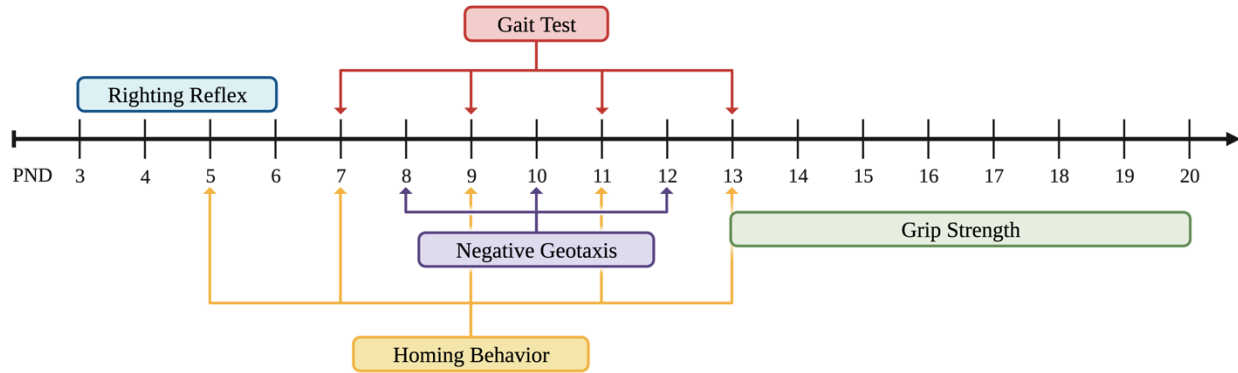 Gait Test
Righting Reflex
PND 3 4 5 6 7 8 9 10 11 12 13 14 15 16 17 18 19 20
Grip Strength
Negative Geotaxis
Homing Behavior